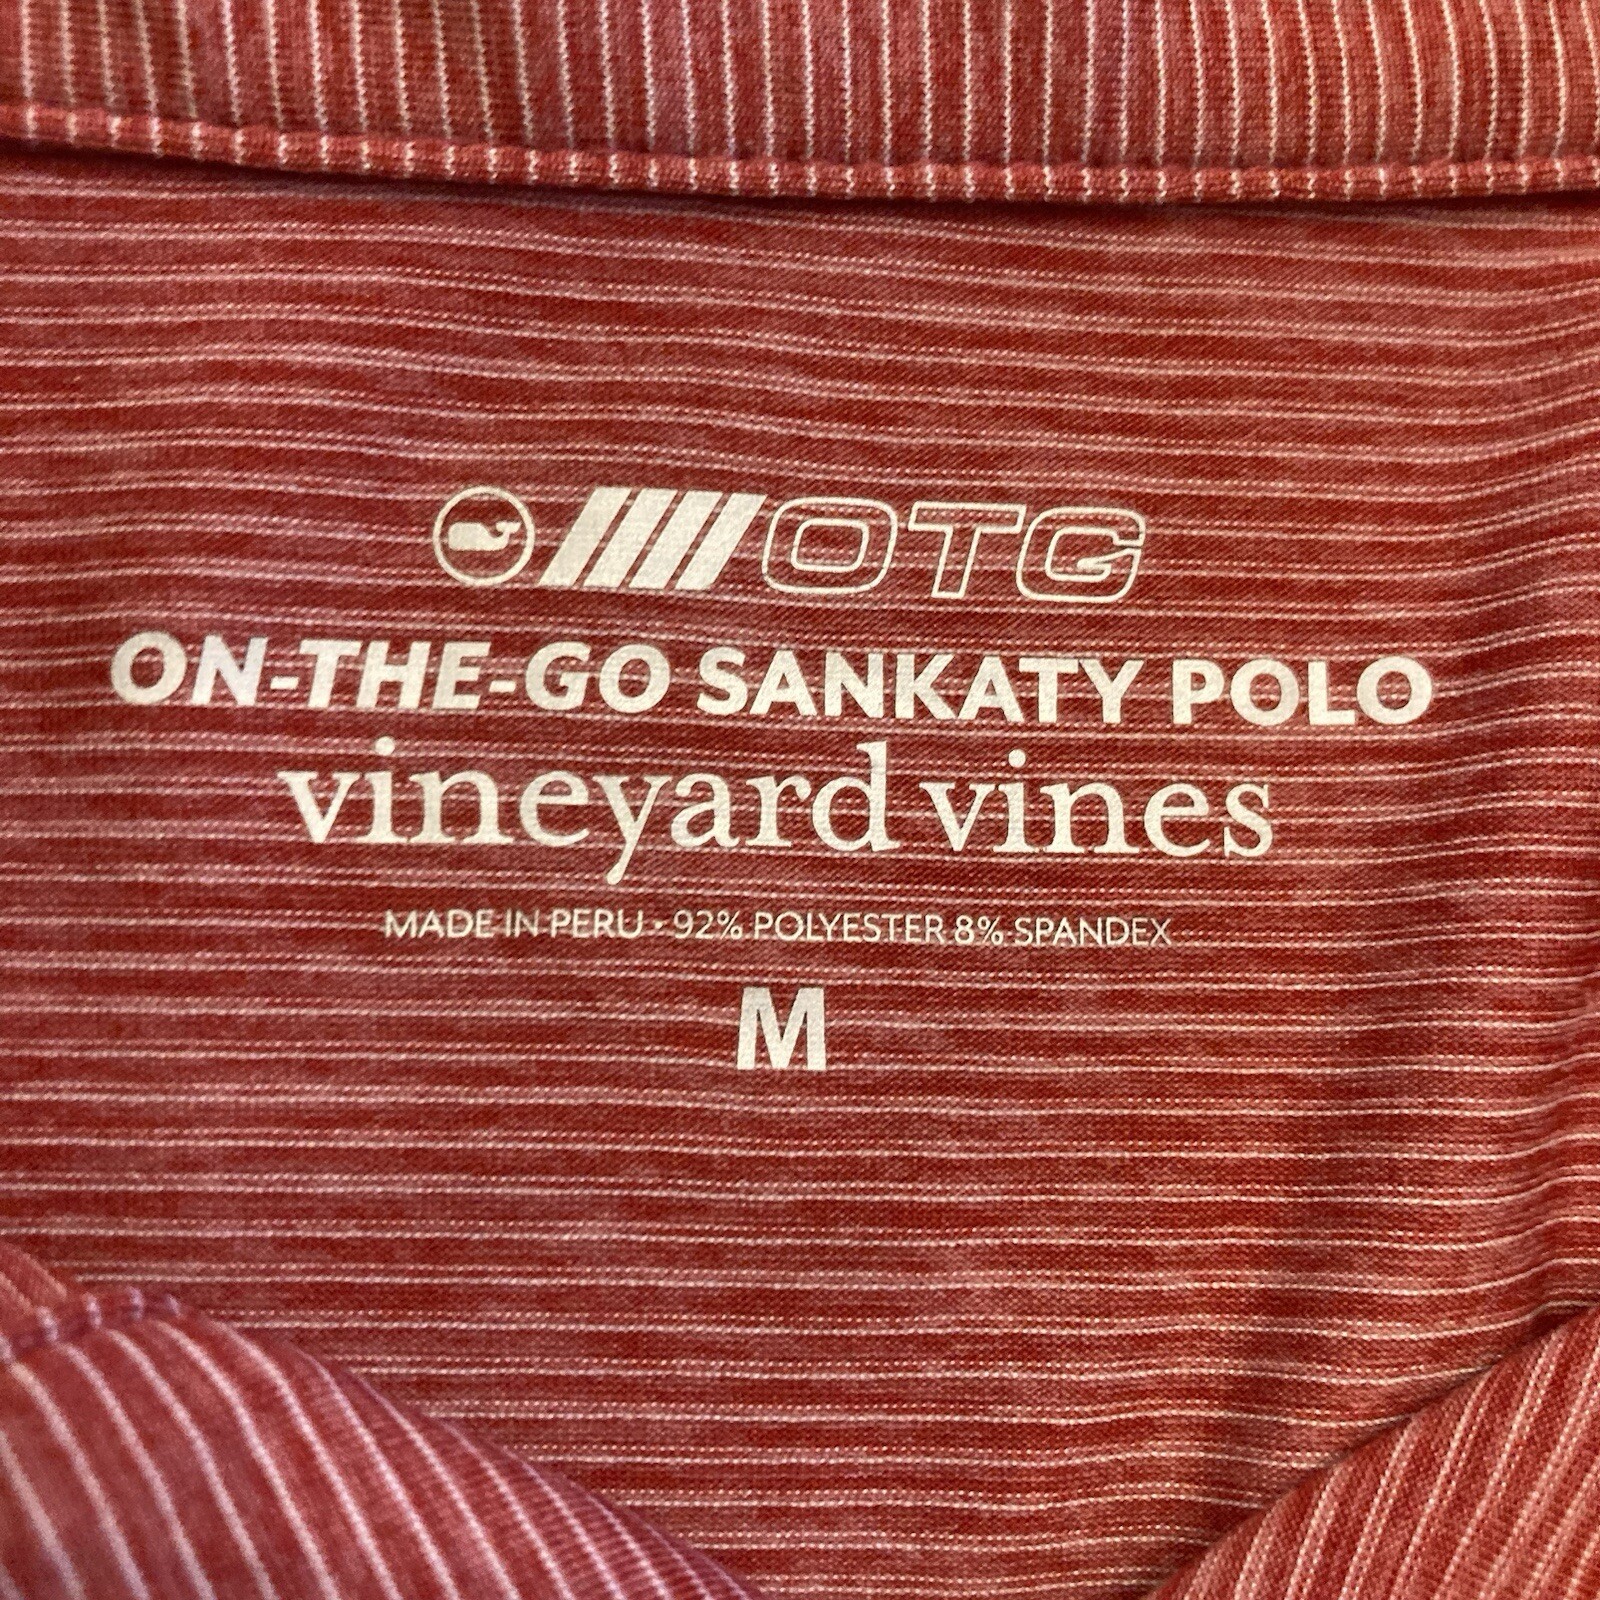 OTG
ON-THE-GO SANKATY POLO
vineyard vines
MADE IN PERU · 92% POLYESTER 8% SPANDEX
M